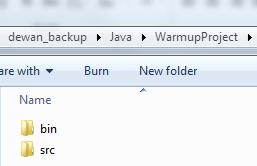 dewan_backup ▸ Java ▸ WarmupProject ▸
are with ▾ Burn New folder
Name
bin
src